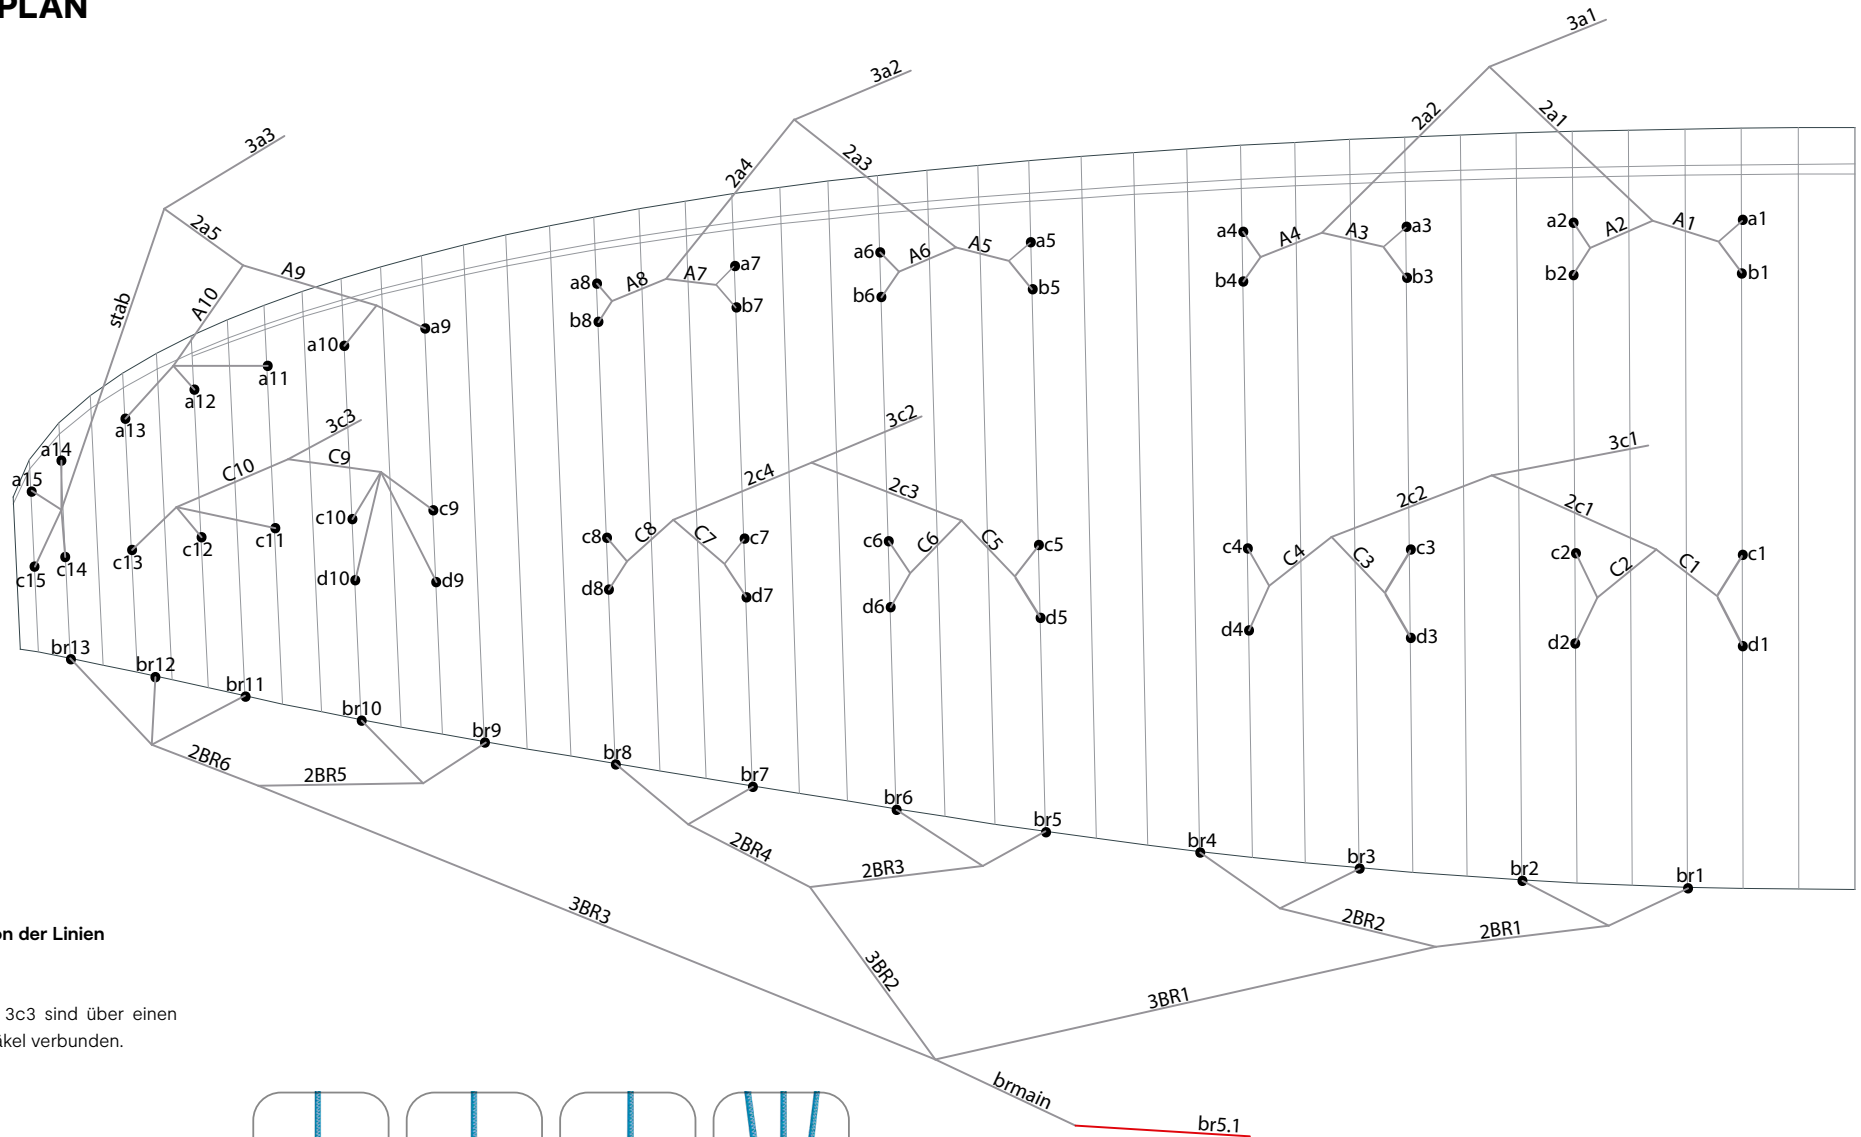 PLAN
3a1
3a2
2a2
2a1
3a3
2a4
2a3
2a5
a4
A4
A3
a3
a2
A2
A1
a1
stab
A9
A10
a6
A6
A5
a5
b4
b3
b2
b1
a8
A8
A7
a7
b6
b5
b8
b7
a10
a9
a11
a12
a13
3c3
3c2
3c1
a14
a15
C10
C9
2c4
2c3
2c2
2c1
c10
c9
c8
C8
C7
c7
c6
C6
C5
c5
c4
C4
C3
c3
c2
C2
C1
c1
c13
c12
c11
c15
c14
d10
d9
d8
d7
d6
d5
d4
d3
d2
d1
br13
br12
br11
br10
br9
br8
br7
br6
br5
br4
br3
br2
br1
2BR6
2BR5
2BR4
2BR3
2BR2
2BR1
3BR3
3BR2
3BR1
on der Linien
3c3 sind über einen
äkel verbunden.
brmain
br5.1